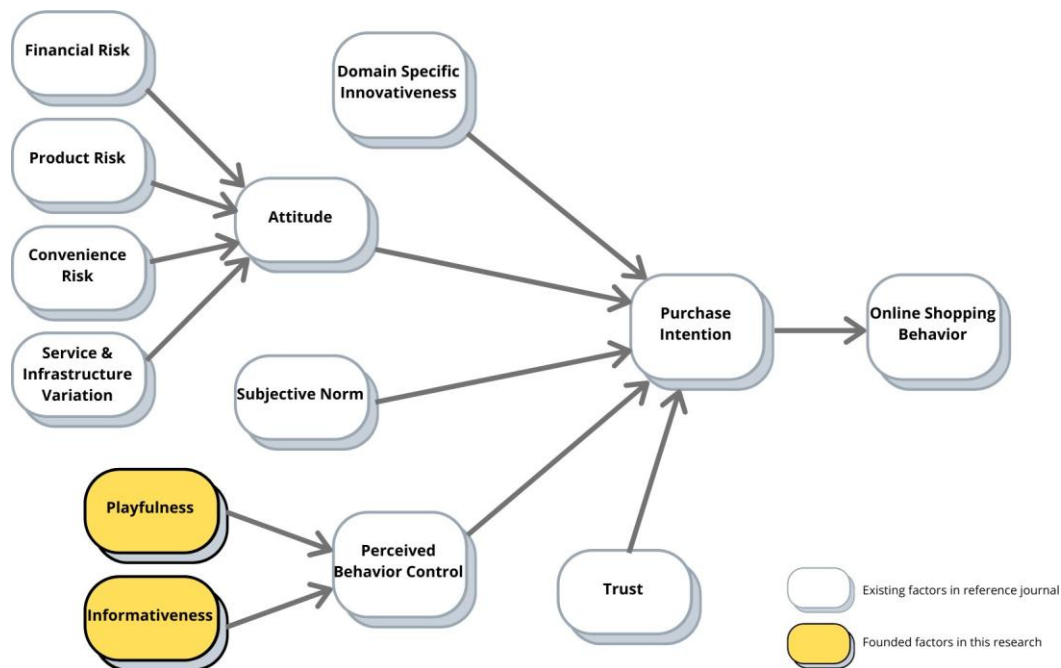 Financial Risk
Domain Specific
Innovativeness
Product Risk
Attitude
Convenience
Risk
Purchase
Intention
Online Shopping
Behavior
Service &
Infrastructure
Variation
Subjective Norm
Playfulness
Perceived
Behavior Control
Informativeness
Trust
Existing factors in reference journal
Founded factors in this research